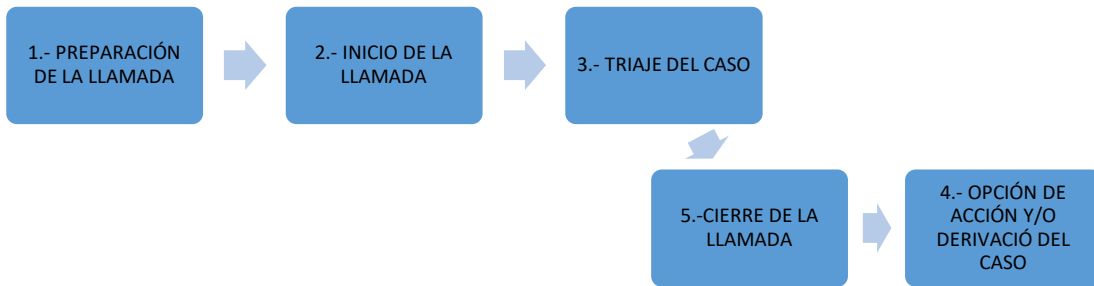 1.- PREPARACIÓN
DE LA LLAMADA
2.- INICIO DE LA
LLAMADA
3.- TRIAJE DEL CASO
5.-CIERRE DE LA
LLAMADA
4.- OPCIÓN DE
ACCIÓN Y/O
DERIVACIÓ DEL
CASO